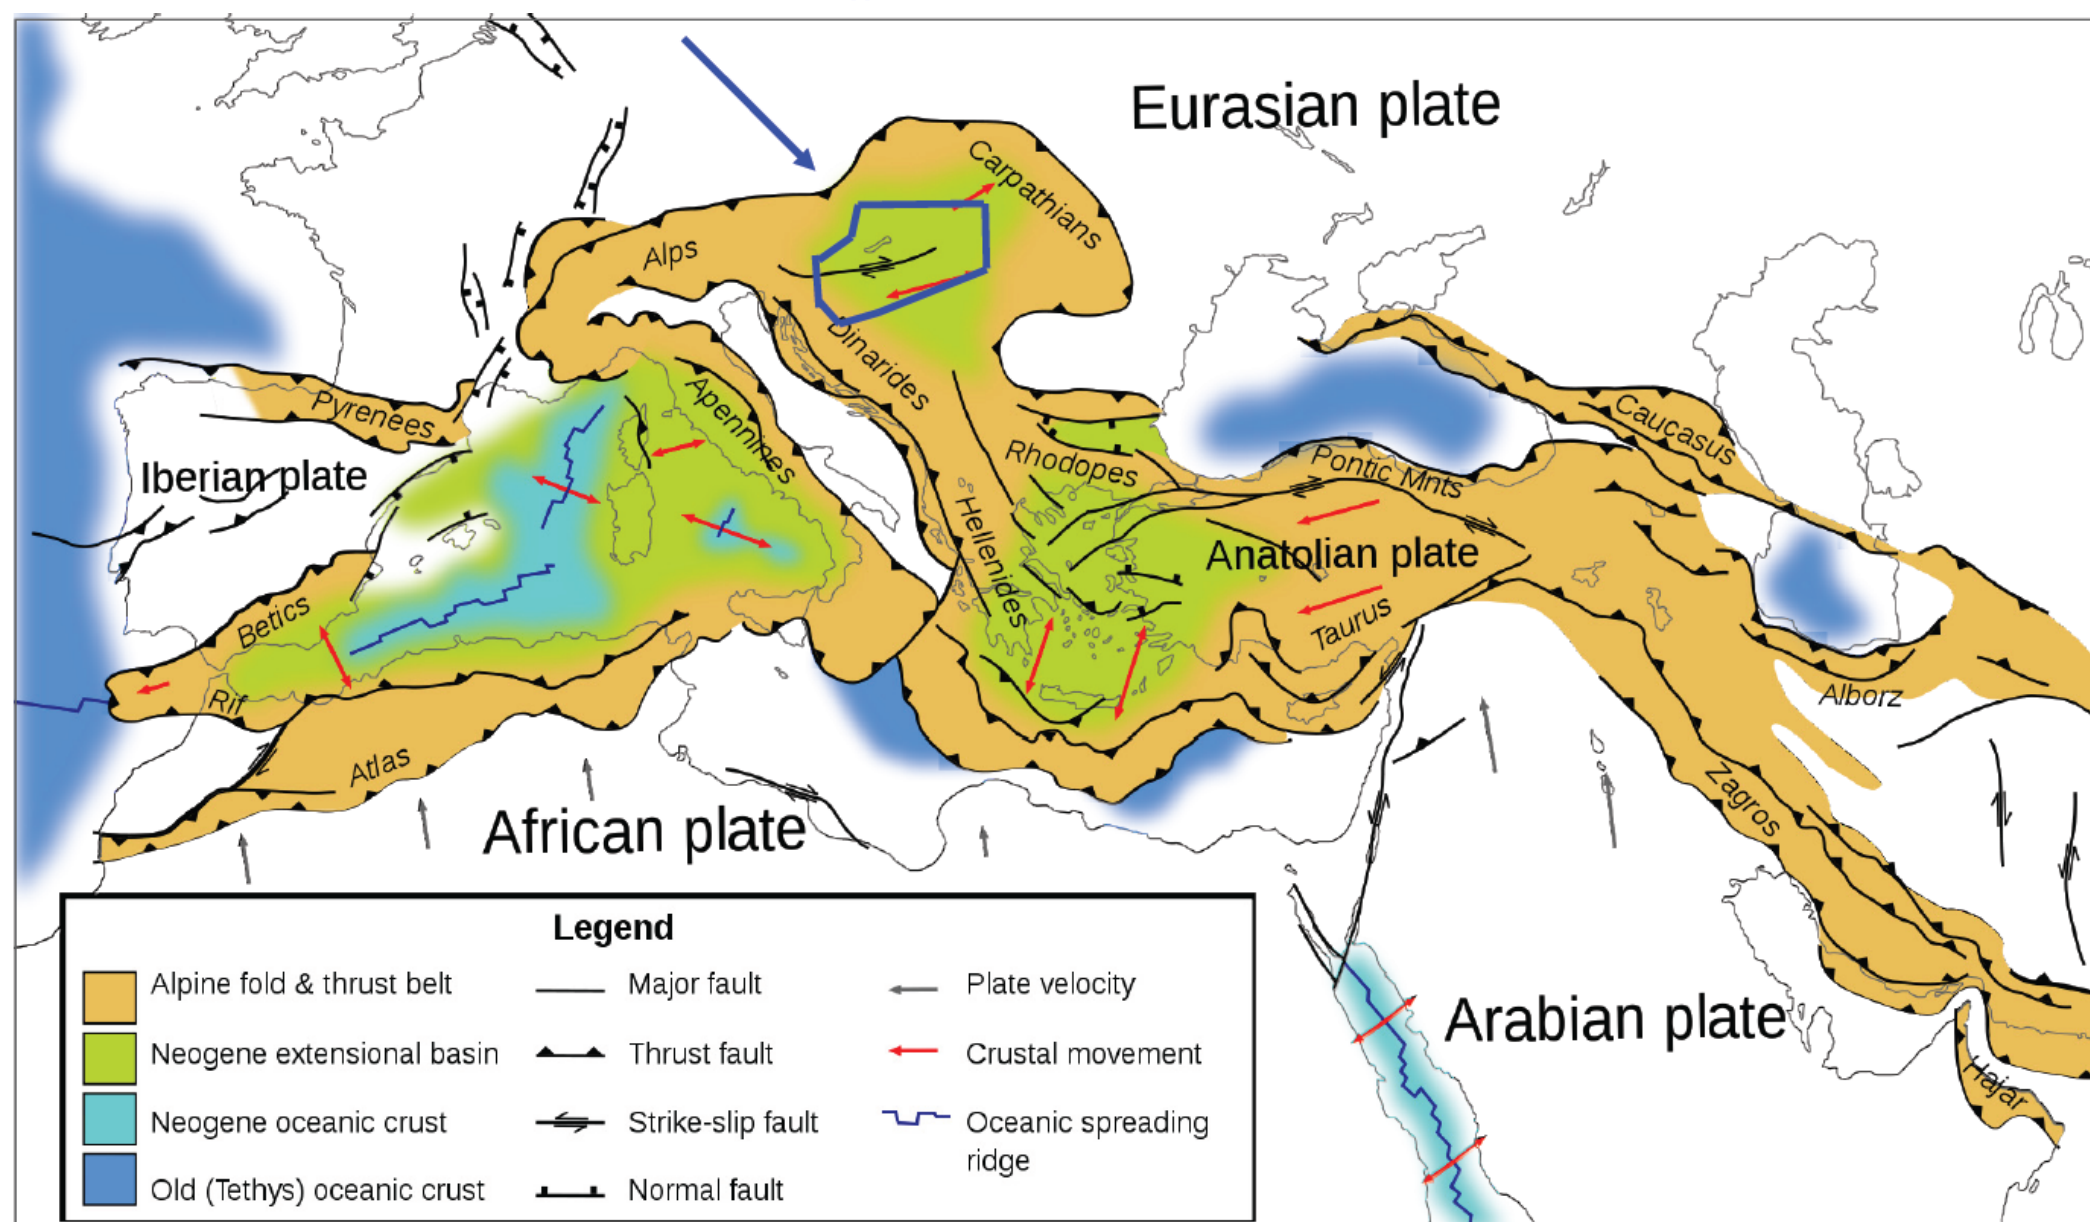 Eurasian plate
Carpathians
Alps
Dinarides
Apennines
Pyrenees
Iberian plate
Caucasus
Rhodopes
Pontic Mnts
Hellenides
Anatolian plate
Betics
Taurus
Rif
Alborz
Atlas
Zagros
African plate
Arabian plate
Hajar
Legend
Alpine fold & thrust belt
Neogene extensional basin
Neogene oceanic crust
Old (Tethys) oceanic crust
Major fault
Thrust fault
Strike-slip fault
Normal fault
Plate velocity
Crustal movement
Oceanic spreading
ridge